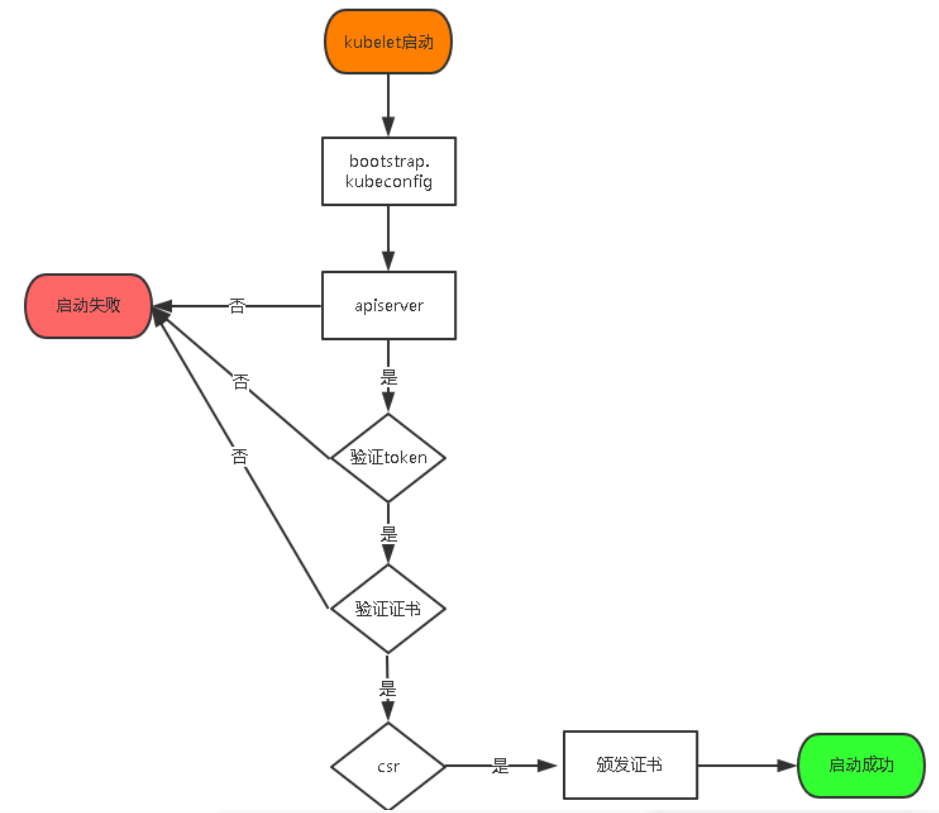 kubelet启动
bootstrap.
kubeconfig
启动失败
否
apiserver
是
否
验证token
否
是
验证证书
是
csr
是
颁发证书
启动成功